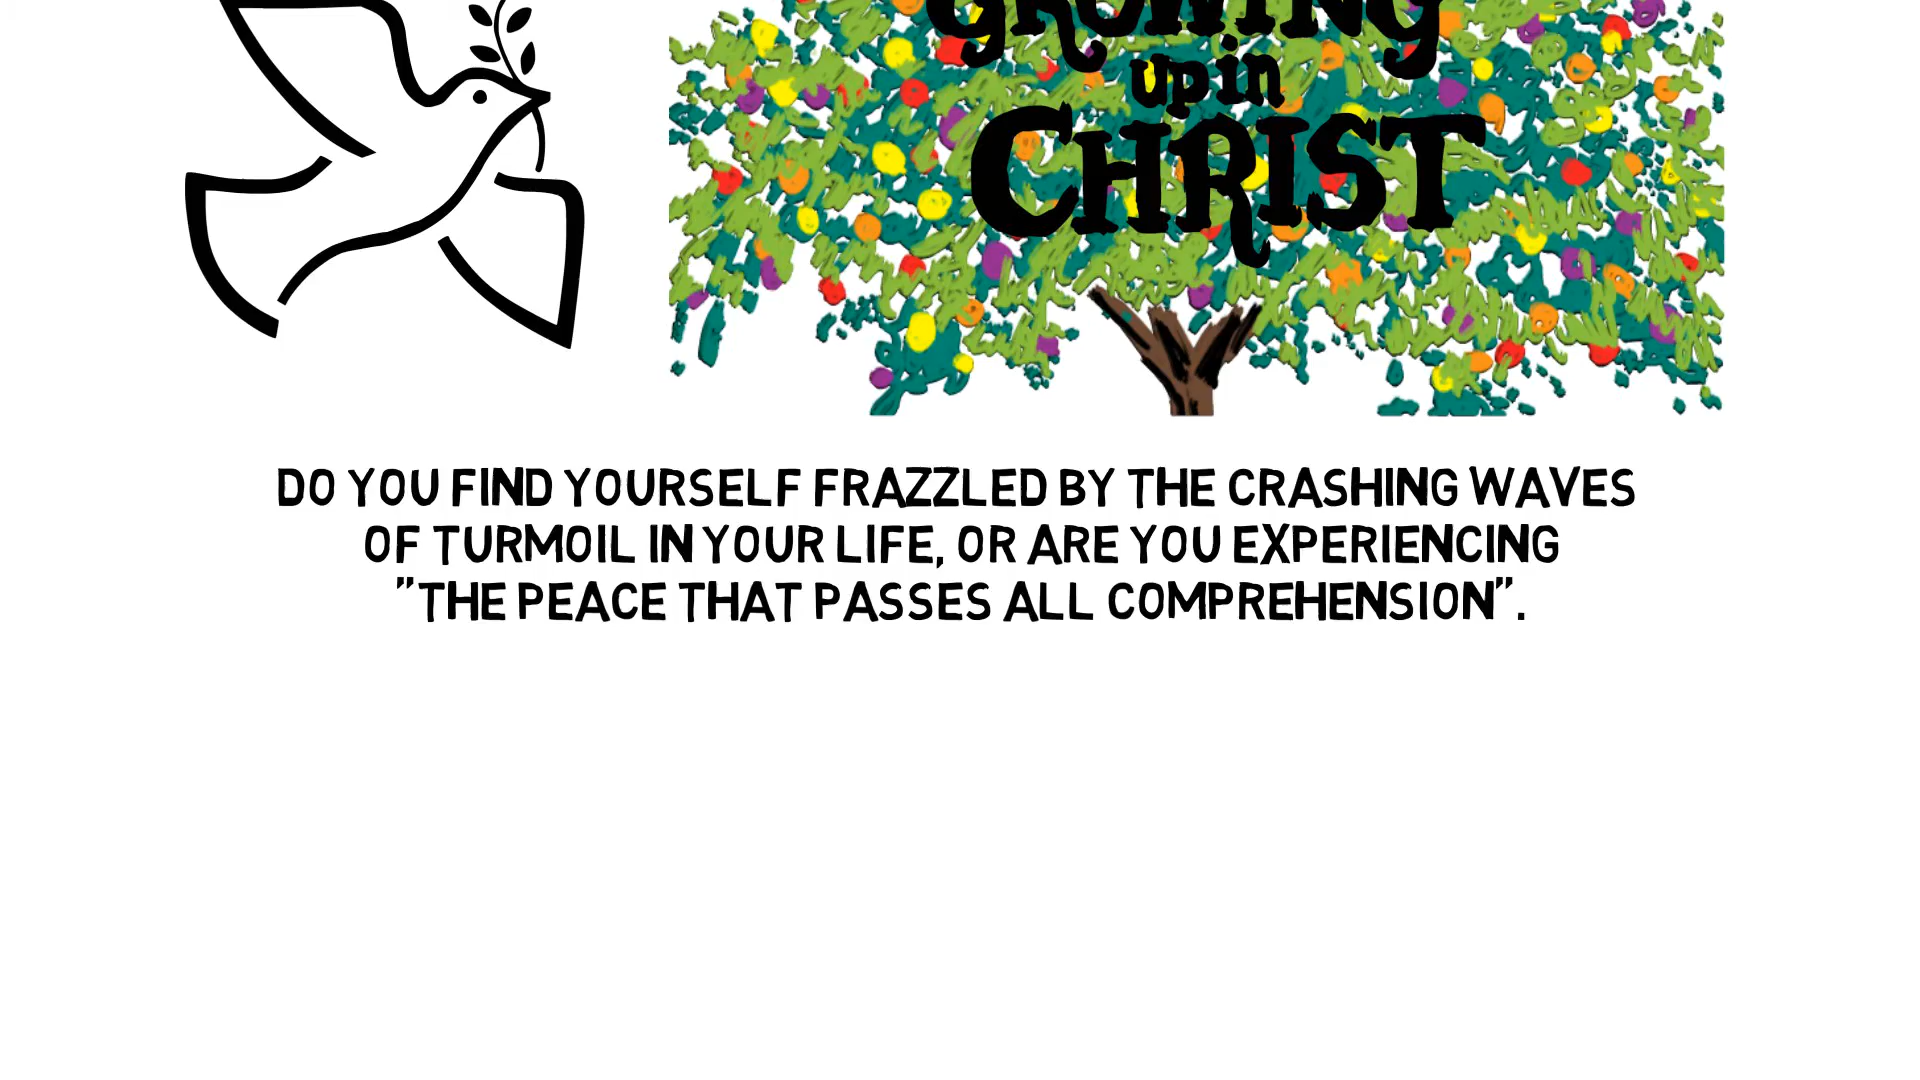 GROWING
up in
CHRIST
DO YOU FIND YOURSELF FRAZZLED BY THE CRASHING WAVES
OF TURMOIL IN YOUR LIFE, OR ARE YOU EXPERIENCING
"THE PEACE THAT PASSES ALL COMPREHENSION".